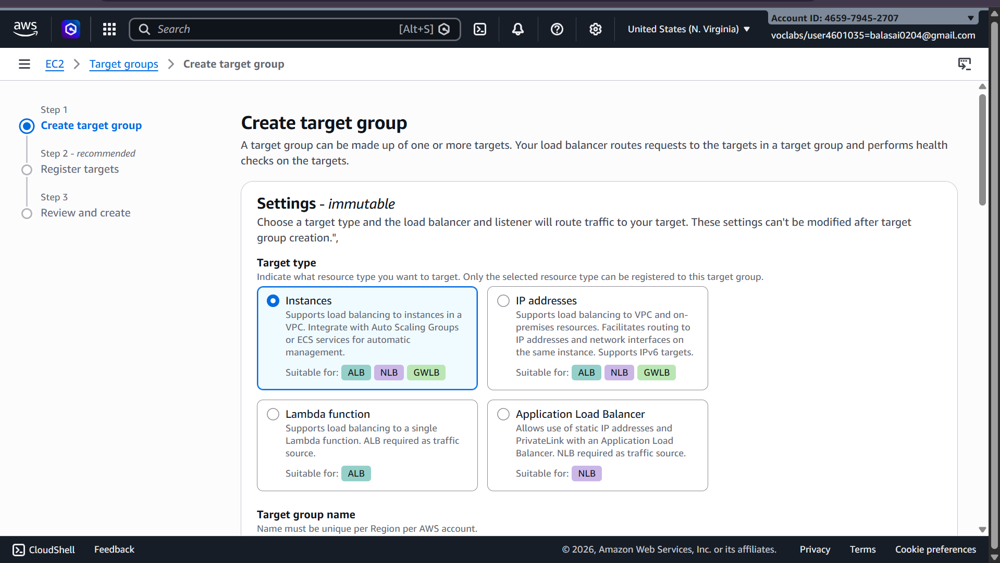 aws
Search
[Alt+S]
United States (N. Virginia)
Account ID: 4659-7945-2707
voclabs/user4601035=balasai0204@gmail.com
EC2
Target groups
Create target group
Step 1
Create target group
Step 2 - recommended
Register targets
Step 3
Review and create
Create target group
A target group can be made up of one or more targets. Your load balancer routes requests to the targets in a target group and performs health
checks on the targets.
Settings - immutable
Choose a target type and the load balancer and listener will route traffic to your target. These settings can't be modified after target
group creation.",
Target type
Indicate what resource type you want to target. Only the selected resource type can be registered to this target group.
Instances
Supports load balancing to instances in a
VPC. Integrate with Auto Scaling Groups
or ECS services for automatic
management.
Suitable for: ALB NLB GWLB
IP addresses
Supports load balancing to VPC and on-
premises resources. Facilitates routing to
IP addresses and network interfaces on
the same instance. Supports IPv6 targets.
Suitable for: ALB NLB GWLB
Lambda function
Supports load balancing to a single
Lambda function. ALB required as traffic
source.
Suitable for: ALB
Application Load Balancer
Allows use of static IP addresses and
PrivateLink with an Application Load
Balancer. NLB required as traffic source.
Suitable for: NLB
Target group name
Name must be unique per Region per AWS account.
CloudShell
Feedback
© 2026, Amazon Web Services, Inc. or its affiliates.
Privacy
Terms
Cookie preferences